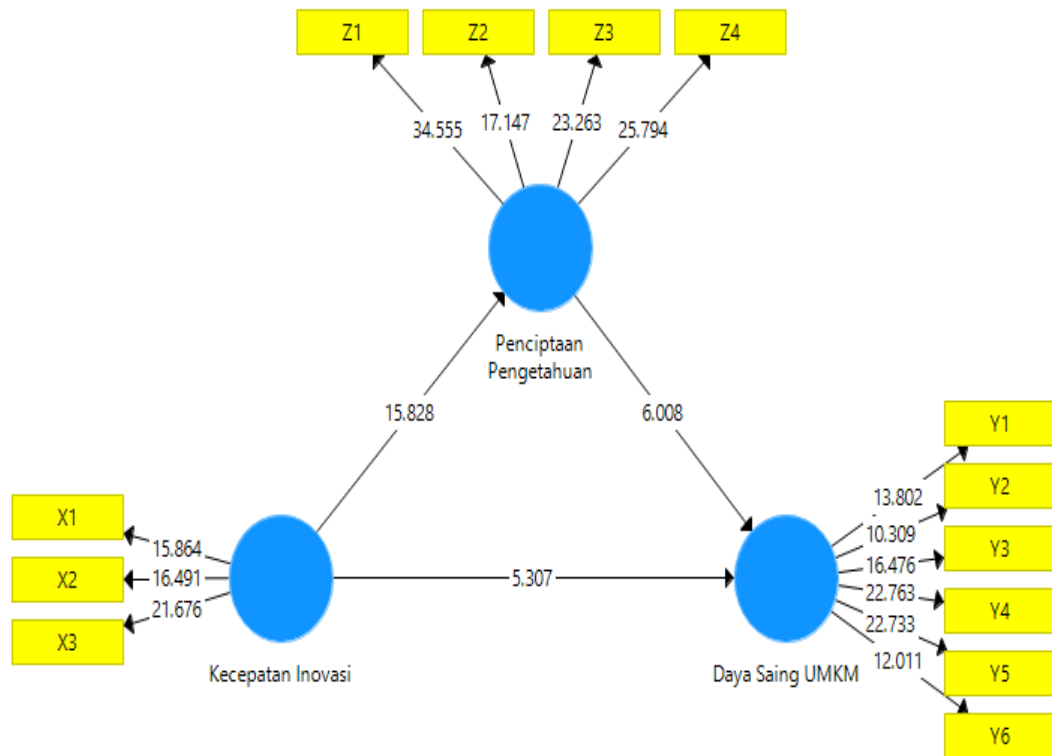 Z1
Z2
Z3
Z4
34.555
17.147
23.263
25.794
Penciptaan
Pengetahuan
15.828
6.008
X1
X2
X3
15.864
16.491
21.676
Kecepatan Inovasi
5.307
Daya Saing UMKM
13.802
10.309
16.476
22.763
22.733
12.011
Y1
Y2
Y3
Y4
Y5
Y6